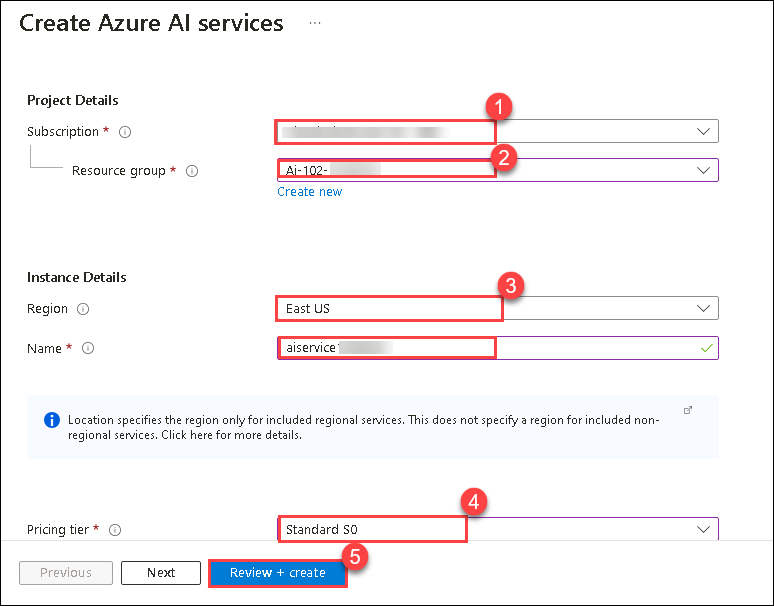 Create Azure AI services ...
Project Details
1
Subscription *
2
Resource group * Ai-102-
Create new
Instance Details
3
Region East US
Name * aiservice
Location specifies the region only for included regional services. This does not specify a region for included non-
regional services. Click here for more details.
4
Pricing tier * Standard S0
5
Previous Next Review + create